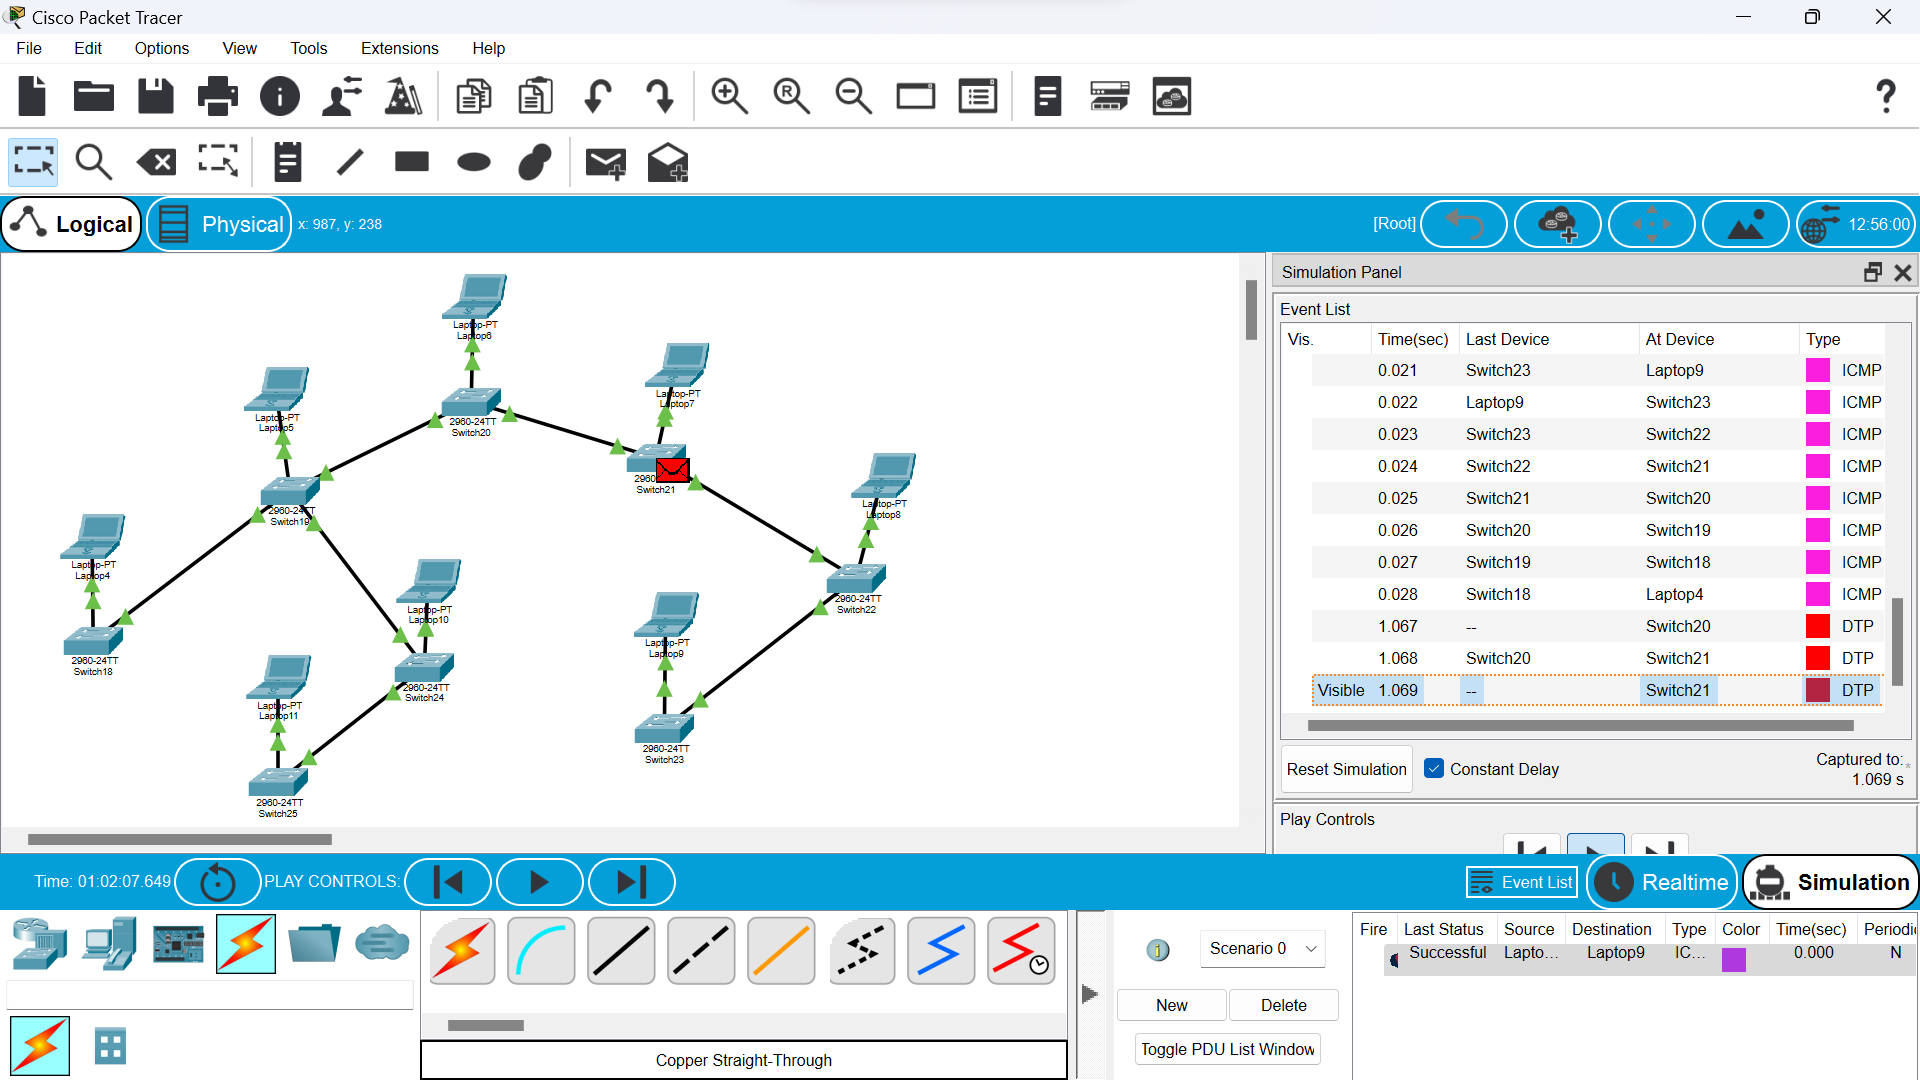 Cisco Packet Tracer
File Edit Options View Tools Extensions Help
Logical Physical x: 987, y: 238 [Root] 12:56:00
Laptop-PT
Laptop6
Laptop-PT
Laptop7
Laptop-PT
Laptop5
2960-24TT
Switch20
2960
Switch21
Laptop-PT
Laptop8
2960-24TT
Switch19
Laptop-PT
Laptop4
Laptop-PT
Laptop10
2960-24TT
Switch22
Laptop-PT
Laptop9
2960-24TT
Switch18
2960-24TT
Switch24
Laptop-PT
Laptop11
2960-24TT
Switch23
2960-24TT
Switch25
Simulation Panel
Event List
Vis. Time(sec) Last Device At Device Type
0.021 Switch23 Laptop9 ICMP
0.022 Laptop9 Switch23 ICMP
0.023 Switch23 Switch22 ICMP
0.024 Switch22 Switch21 ICMP
0.025 Switch21 Switch20 ICMP
0.026 Switch20 Switch19 ICMP
0.027 Switch19 Switch18 ICMP
0.028 Switch18 Laptop4 ICMP
1.067 -- Switch20 DTP
1.068 Switch20 Switch21 DTP
Visible 1.069 -- Switch21 DTP
Reset Simulation Constant Delay Captured to: *
1.069 s
Play Controls
Time: 01:02:07.649 PLAY CONTROLS: Event List Realtime Simulation
Scenario 0
New Delete
Toggle PDU List Window
Copper Straight-Through
Fire Last Status Source Destination Type Color Time(sec) Periodic
Successful Lapto... Laptop9 IC... 0.000 N